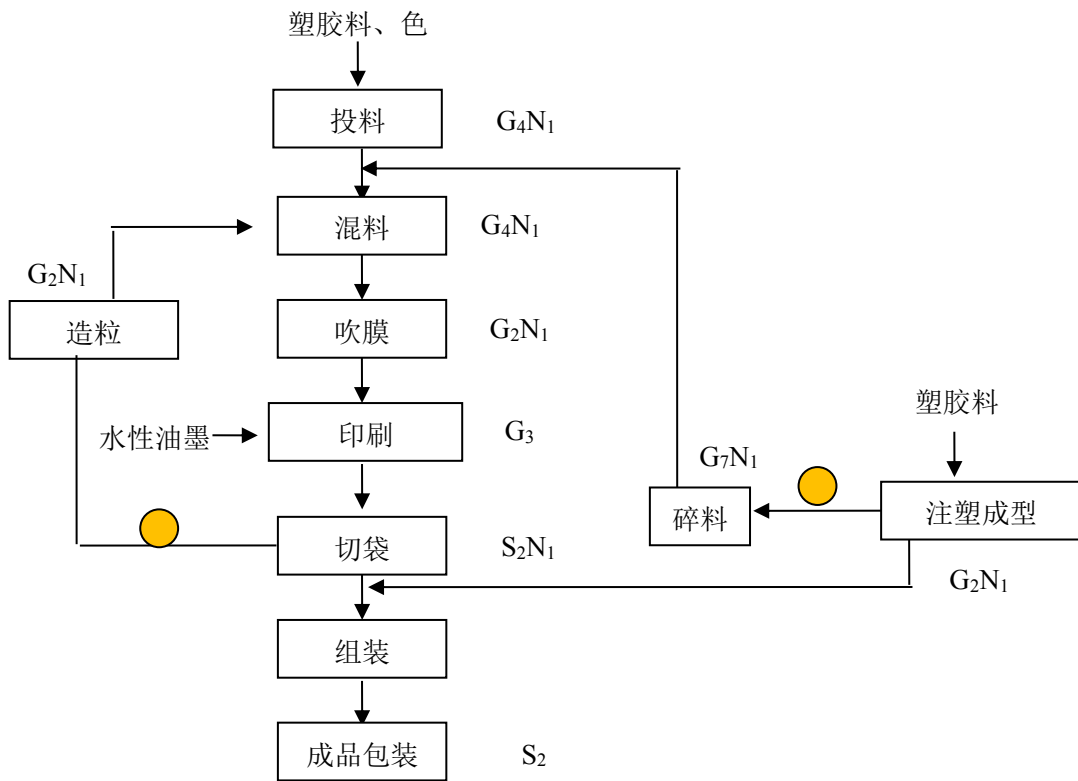 塑胶料、色
投料
G₄N₁
混料
G₄N₁
G₂N₁
造粒
吹膜
G₂N₁
塑胶料
水性油墨
印刷
G₃
G₇N₁
碎料
注塑成型
切袋
S₂N₁
G₂N₁
组装
成品包装
S₂